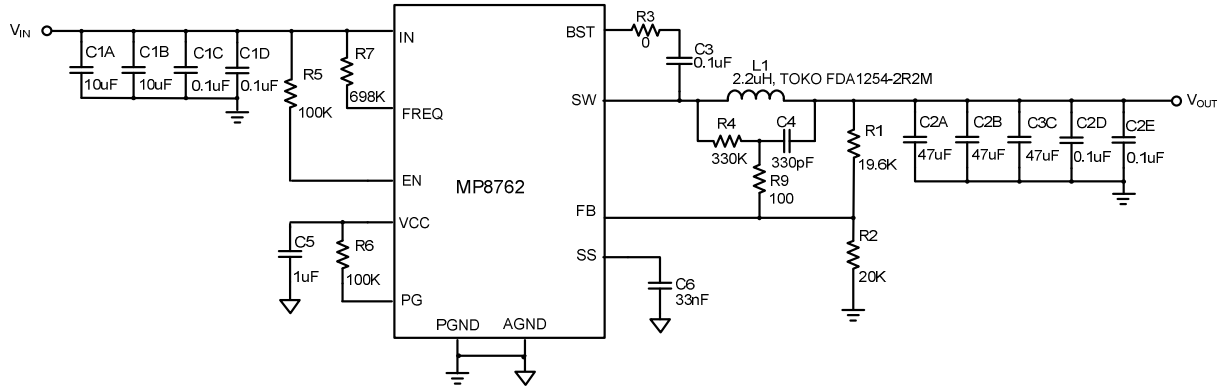 VIN
C1A
10uF
C1B
10uF
C1C
0.1uF
C1D
0.1uF
R5
100K
R7
698K
IN
FREQ
EN
VCC
PG
C5
1uF
R6
100K
MP8762
PGND
AGND
BST
SW
FB
SS
R3
0
C3
0.1uF
L1
2.2uH, TOKO FDA1254-2R2M
R4
330K
C4
330pF
R9
100
R1
19.6K
R2
20K
C6
33nF
C2A
47uF
C2B
47uF
C3C
47uF
C2D
0.1uF
C2E
0.1uF
VOUT